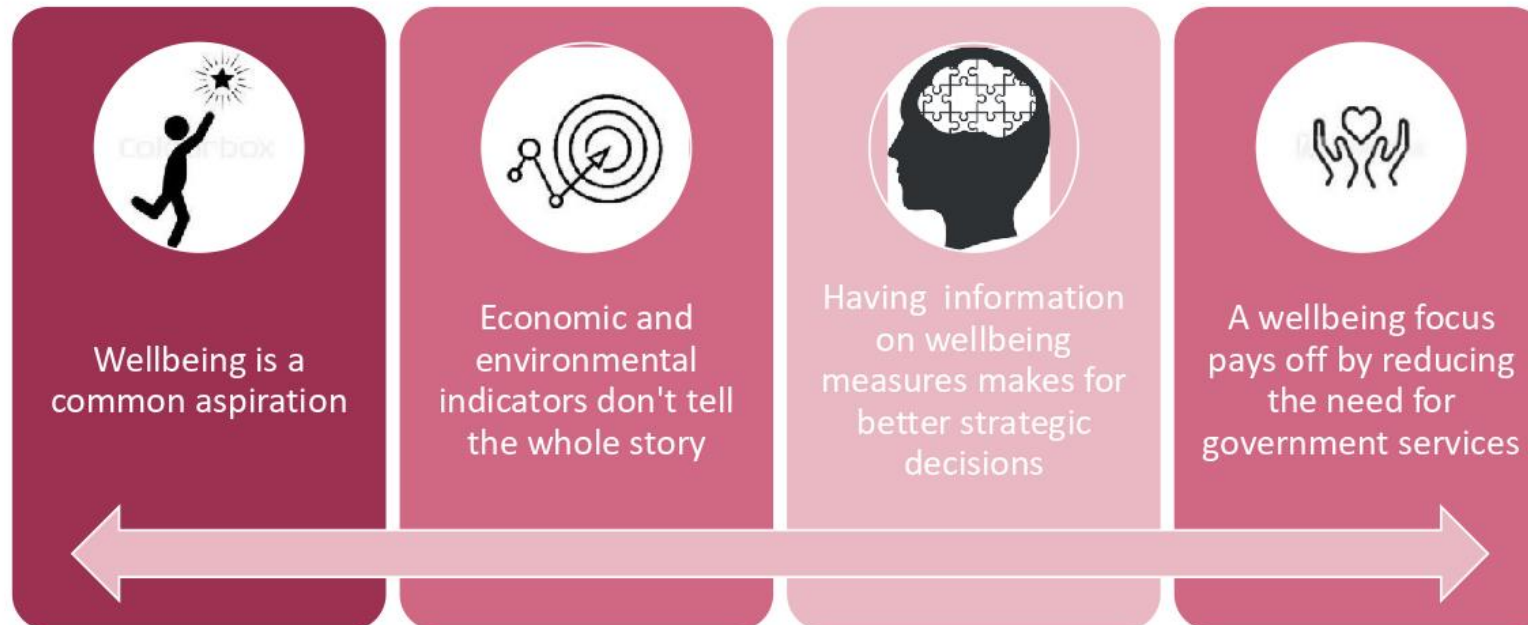 Wellbeing is a
common aspiration
Economic and
environmental
indicators don't tell
the whole story
Having information
on wellbeing
measures makes for
better strategic
decisions
A wellbeing focus
pays off by reducing
the need for
government services